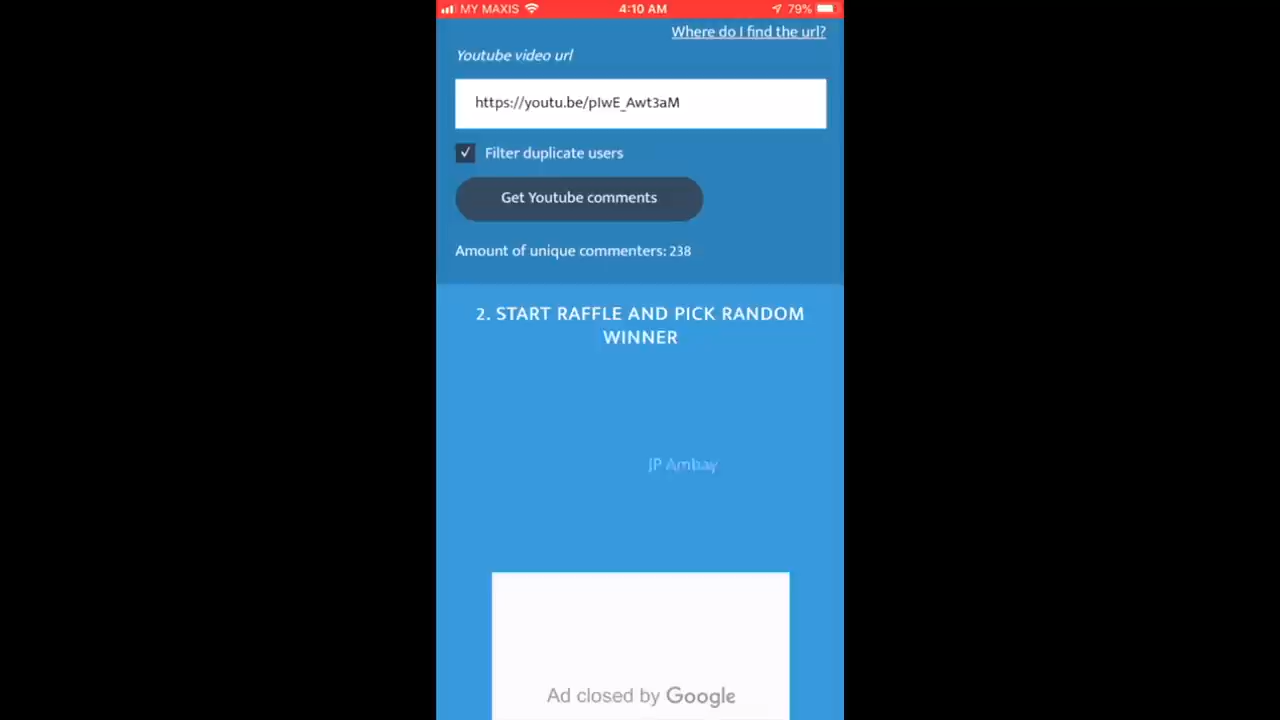 MY MAXIS
4:10 AM
79%
Where do I find the url?
Youtube video url
https://youtu.be/pIwE_Awt3aM
✓ Filter duplicate users
Get Youtube comments
Amount of unique commenters: 238
2. START RAFFLE AND PICK RANDOM
WINNER
JP Ambay
Ad closed by Google